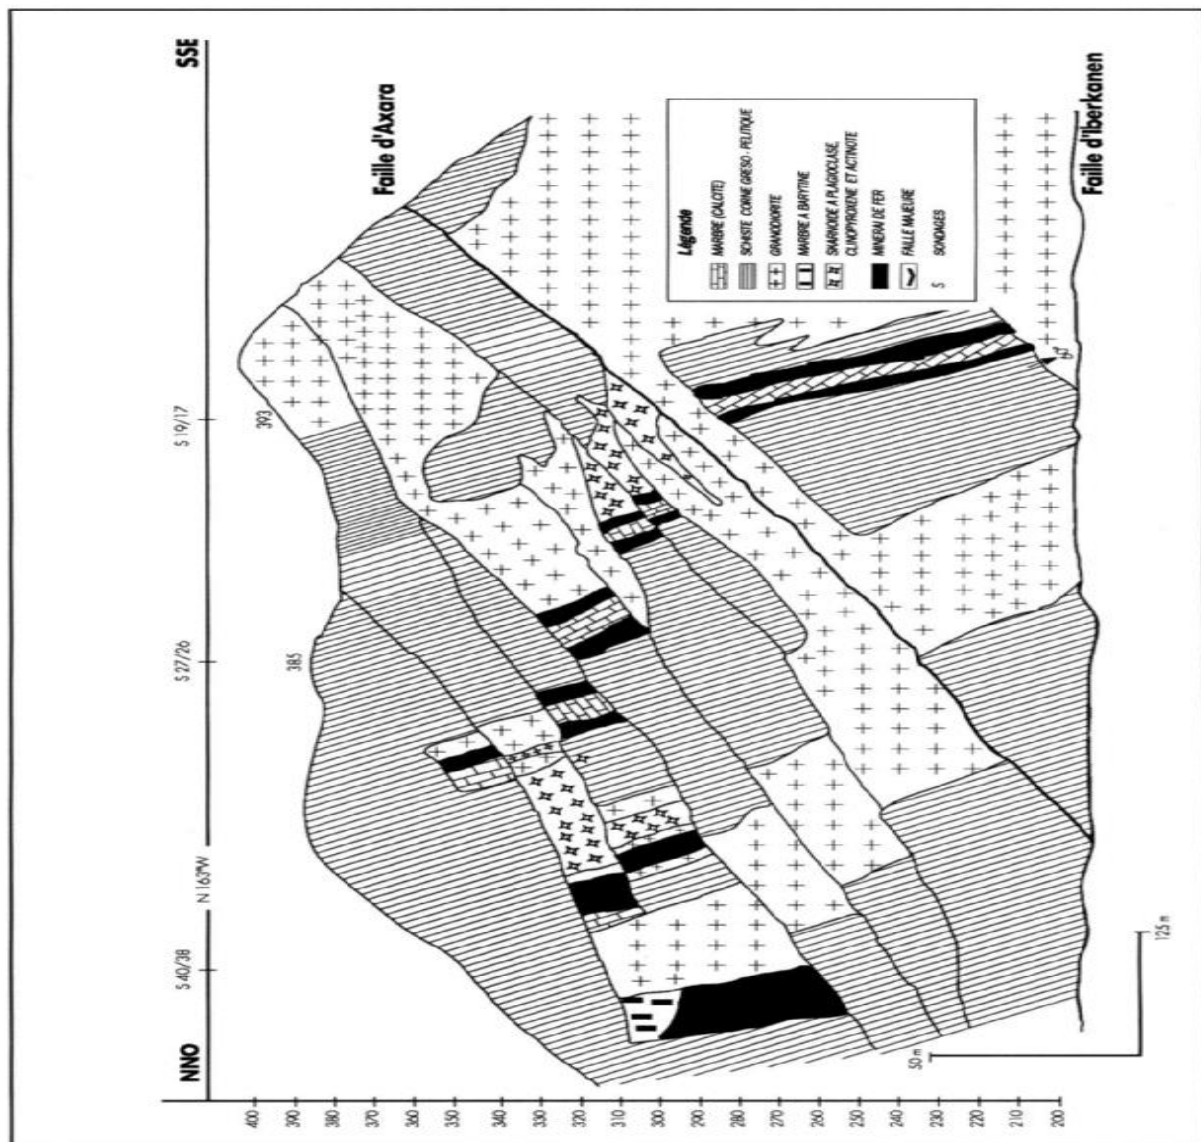 NNO
SSE
S 40/38
N 163°W
S 27/26
S 19/17
385
393
Faille d'Axara
Faille d'Iberkanen
Légende
MARBRE (CALCITE)
SCHISTE CORNE GRESO - PELITIQUE
GRANODIORITE
MARBRE A BARYTINE
SKARNOIDE A PLAGIOCLASE,
CLINOPYROXENE ET ACTINOTE
MINERAI DE FER
FAILLE MAJEURE
S SONDAGES
400
390
380
370
360
350
340
330
320
310
300
290
280
270
260
250
240
230
220
210
200
50 m
125 m